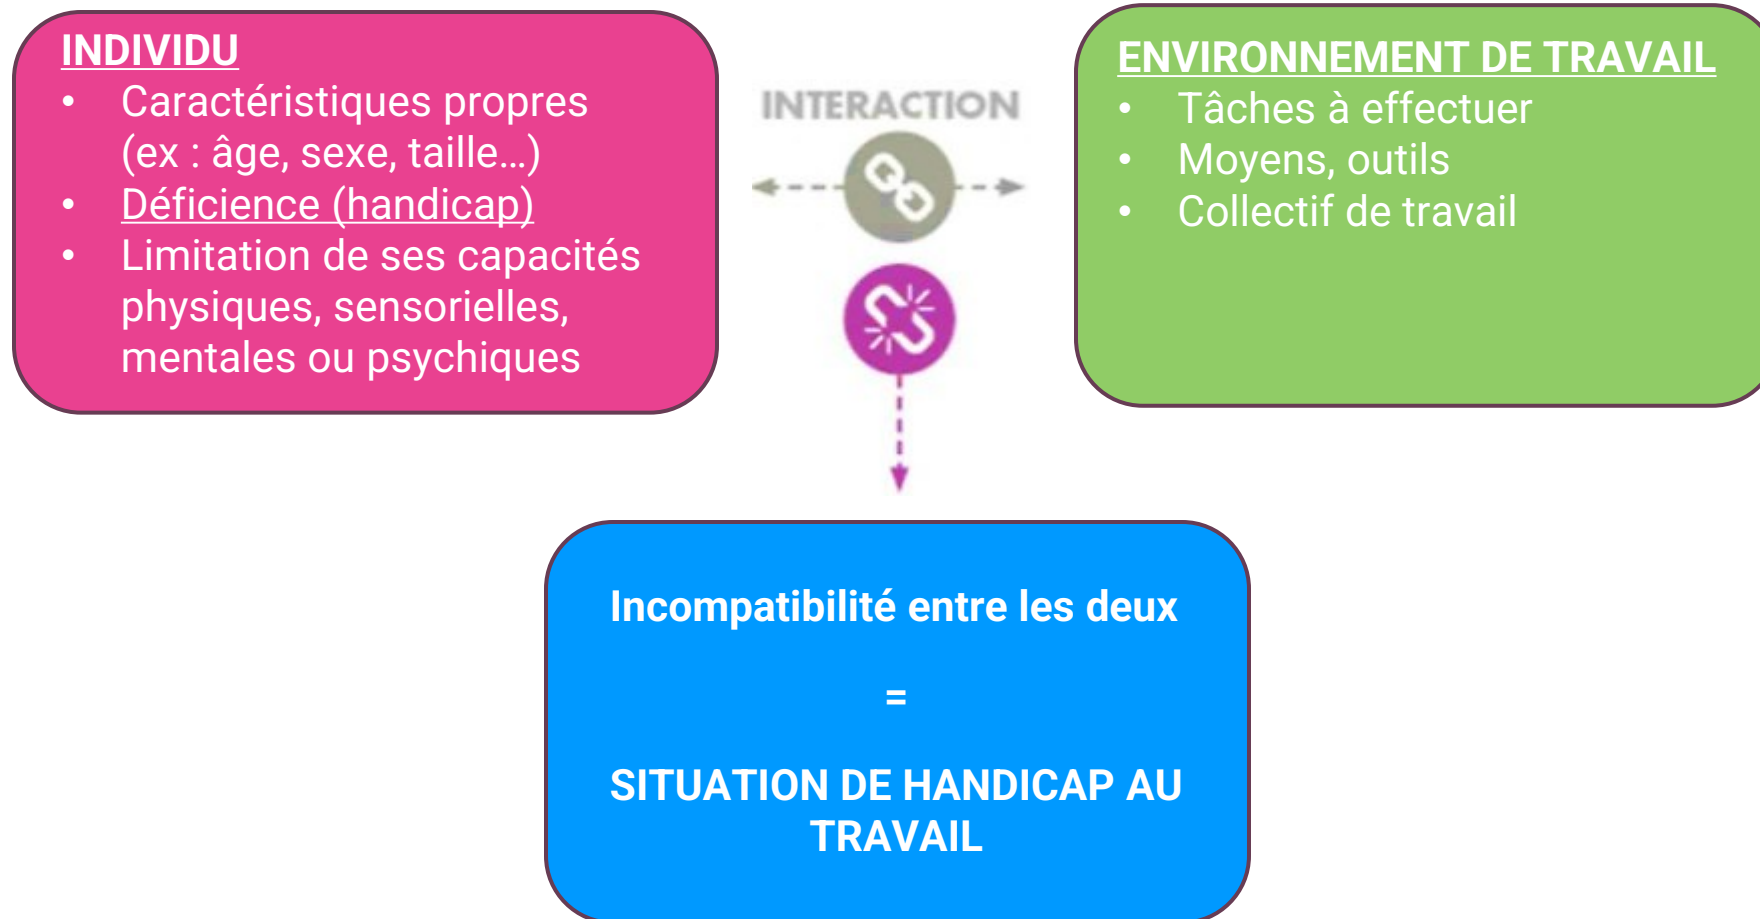 INDIVIDU
• Caractéristiques propres
(ex : âge, sexe, taille…)
• Déficience (handicap)
• Limitation de ses capacités
physiques, sensorielles,
mentales ou psychiques
INTERACTION
ENVIRONNEMENT DE TRAVAIL
• Tâches à effectuer
• Moyens, outils
• Collectif de travail
Incompatibilité entre les deux
=
SITUATION DE HANDICAP AU
TRAVAIL